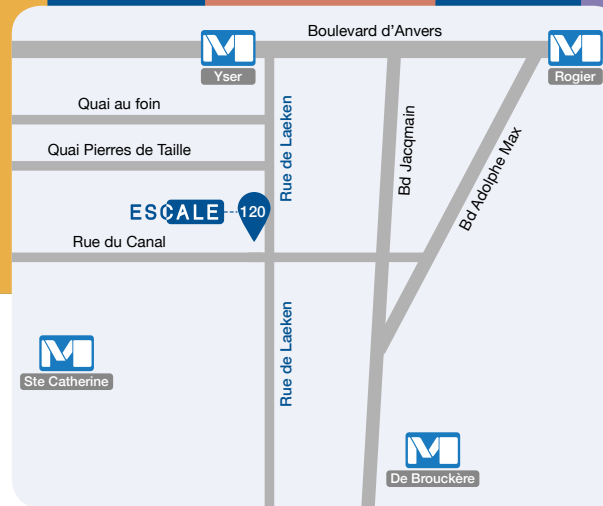 Boulevard d'Anvers
M
Yser
M
Rogier
Quai au foin
Quai Pierres de Taille
Rue de Laeken
Bd Jacqmain
Bd Adolphe Max
ESCALE
120
Rue du Canal
Rue de Laeken
M
Ste Catherine
M
De Brouckère